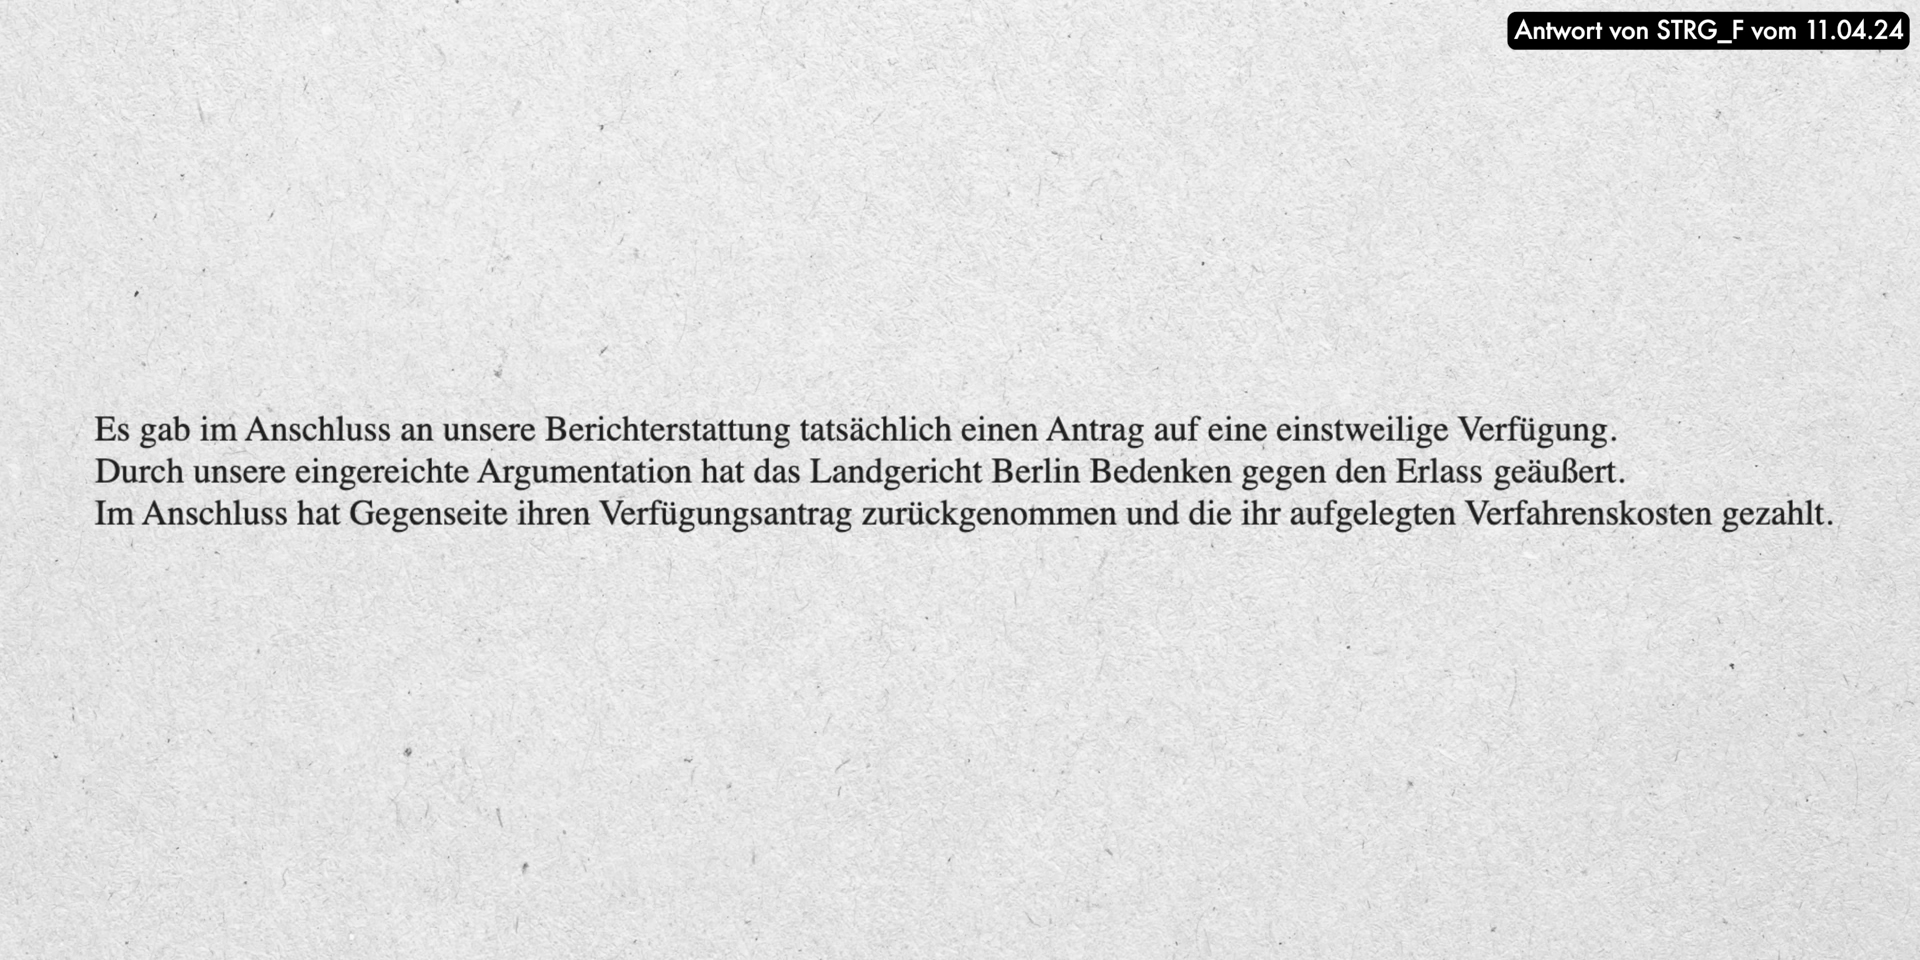 Antwort von STRG_F vom 11.04.24
Es gab im Anschluss an unsere Berichterstattung tatsächlich einen Antrag auf eine einstweilige Verfügung.
Durch unsere eingereichte Argumentation hat das Landgericht Berlin Bedenken gegen den Erlass geäußert.
Im Anschluss hat Gegenseite ihren Verfügungsantrag zurückgenommen und die ihr aufgelegten Verfahrenskosten gezahlt.